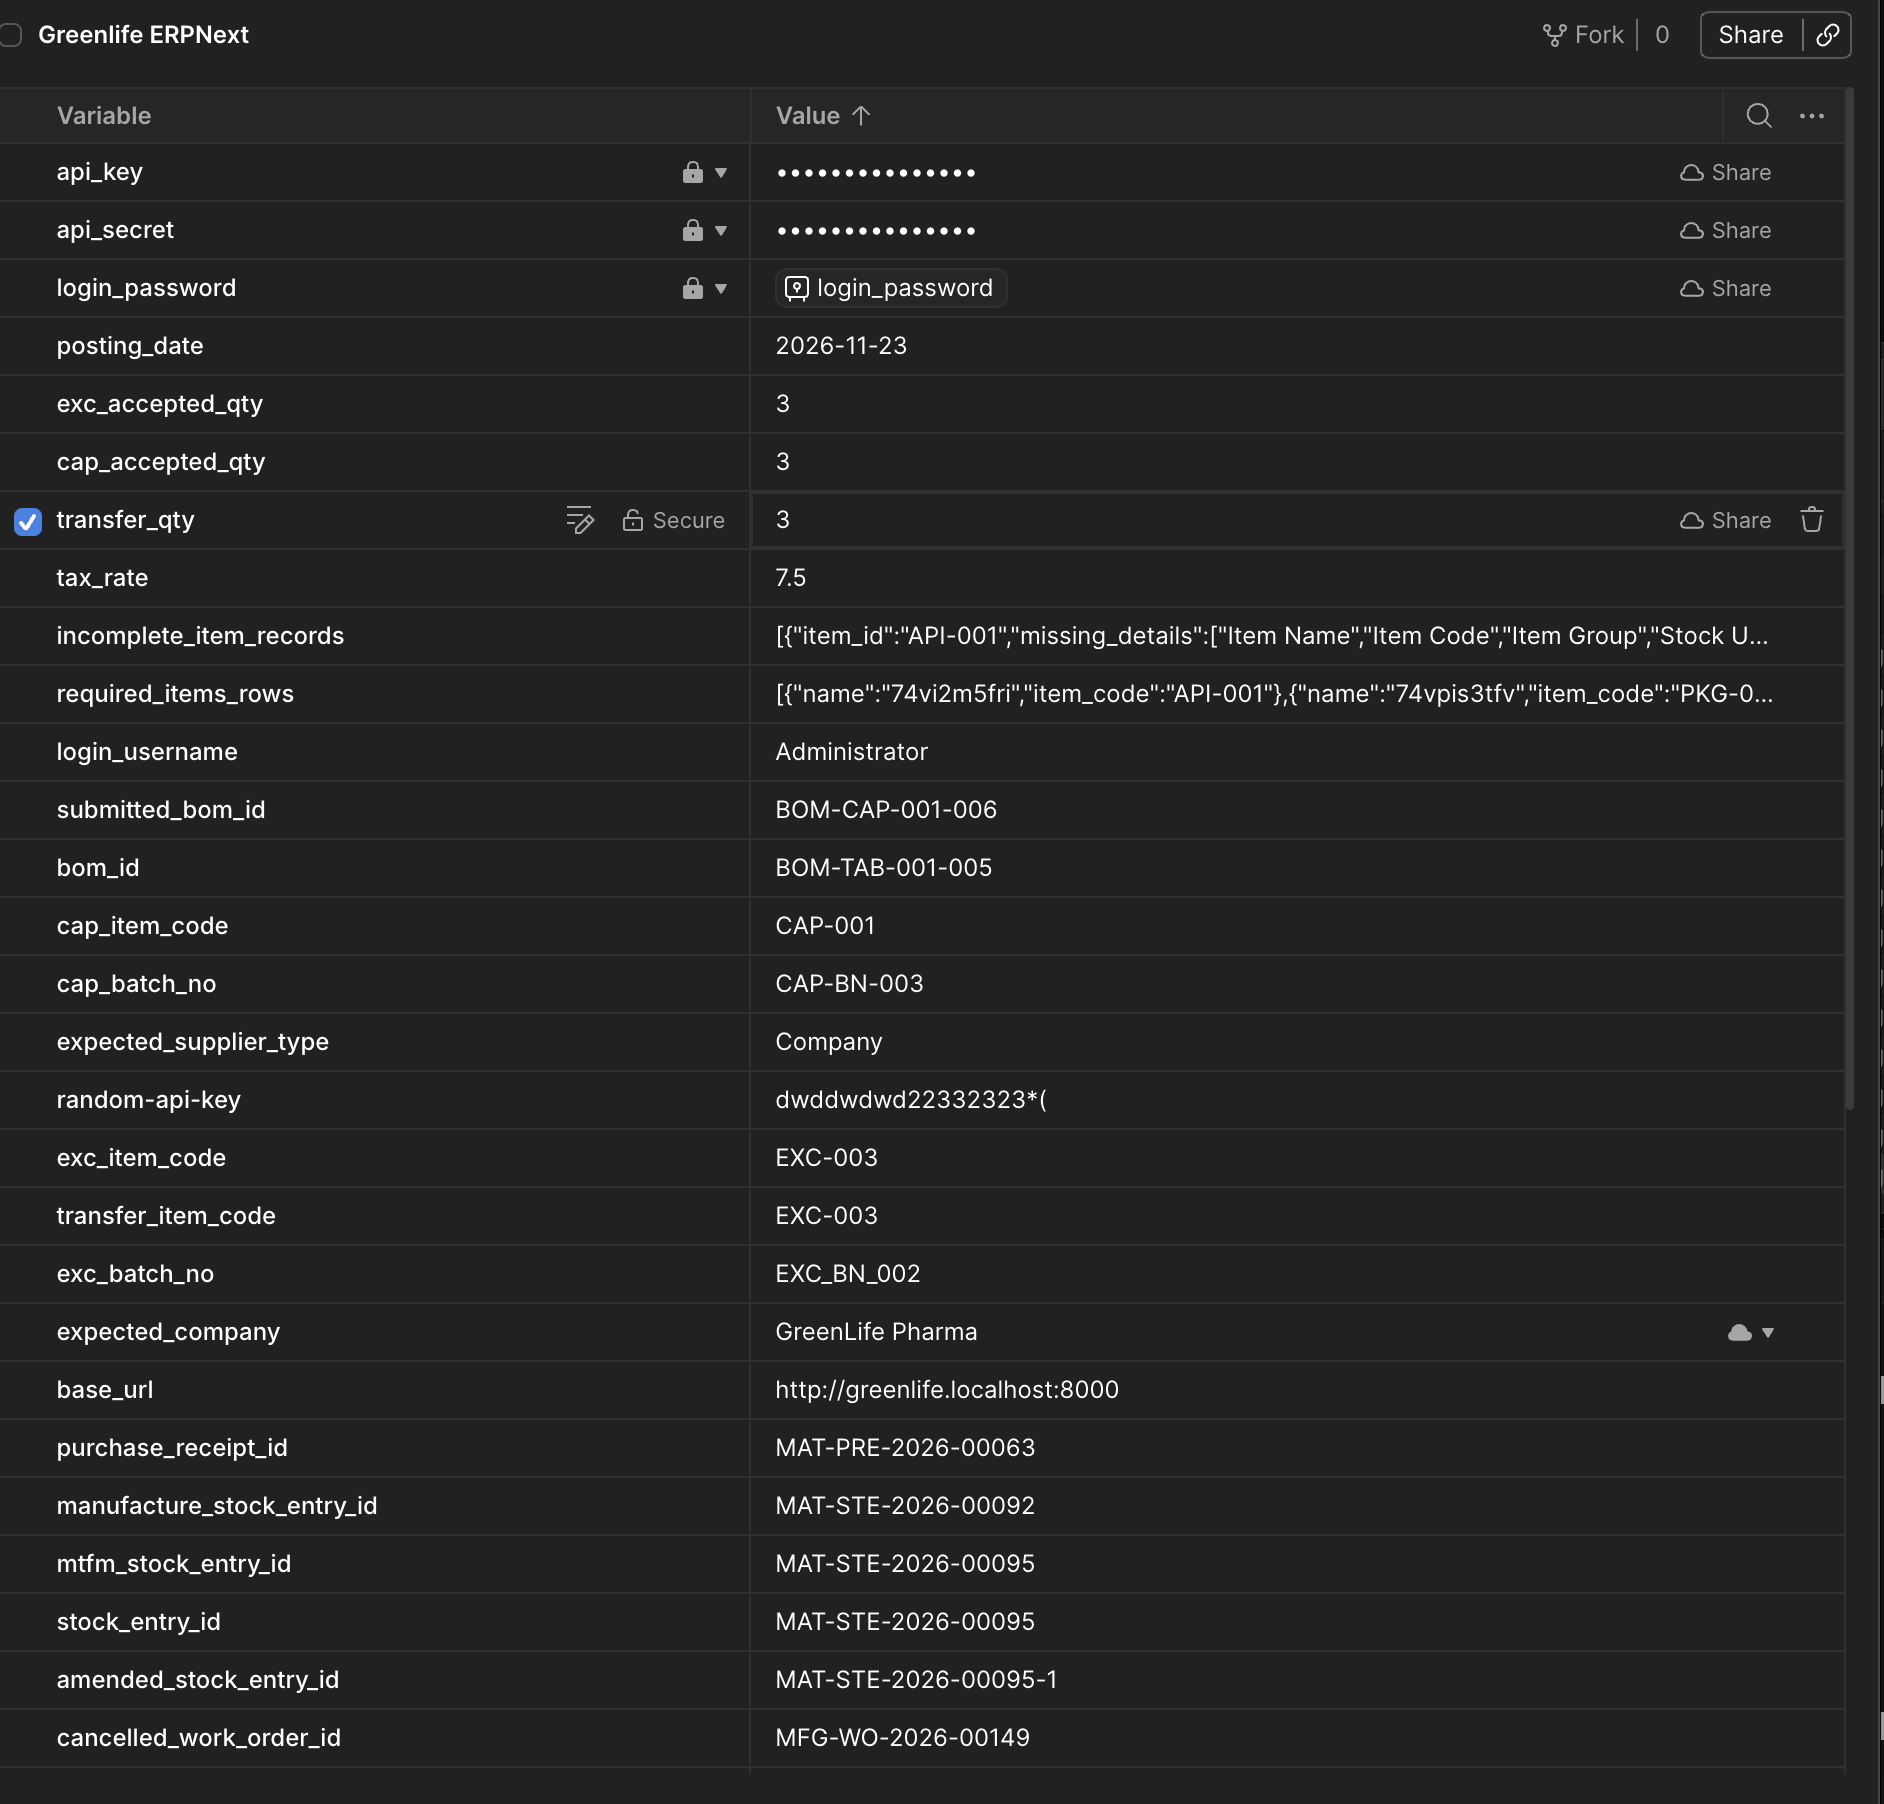 Greenlife ERPNext
Fork 0 Share
Variable Value
api_key ••••••••••••••• Share
api_secret ••••••••••••••• Share
login_password login_password Share
posting_date 2026-11-23
exc_accepted_qty 3
cap_accepted_qty 3
transfer_qty Secure 3 Share
tax_rate 7.5
incomplete_item_records [{"item_id":"API-001","missing_details":["Item Name","Item Code","Item Group","Stock U...
required_items_rows [{"name":"74vi2m5fri","item_code":"API-001"},{"name":"74vpis3tfv","item_code":"PKG-0...
login_username Administrator
submitted_bom_id BOM-CAP-001-006
bom_id BOM-TAB-001-005
cap_item_code CAP-001
cap_batch_no CAP-BN-003
expected_supplier_type Company
random-api-key dwddwdwd22332323*(
exc_item_code EXC-003
transfer_item_code EXC-003
exc_batch_no EXC_BN_002
expected_company GreenLife Pharma
base_url http://greenlife.localhost:8000
purchase_receipt_id MAT-PRE-2026-00063
manufacture_stock_entry_id MAT-STE-2026-00092
mtfm_stock_entry_id MAT-STE-2026-00095
stock_entry_id MAT-STE-2026-00095
amended_stock_entry_id MAT-STE-2026-00095-1
cancelled_work_order_id MFG-WO-2026-00149